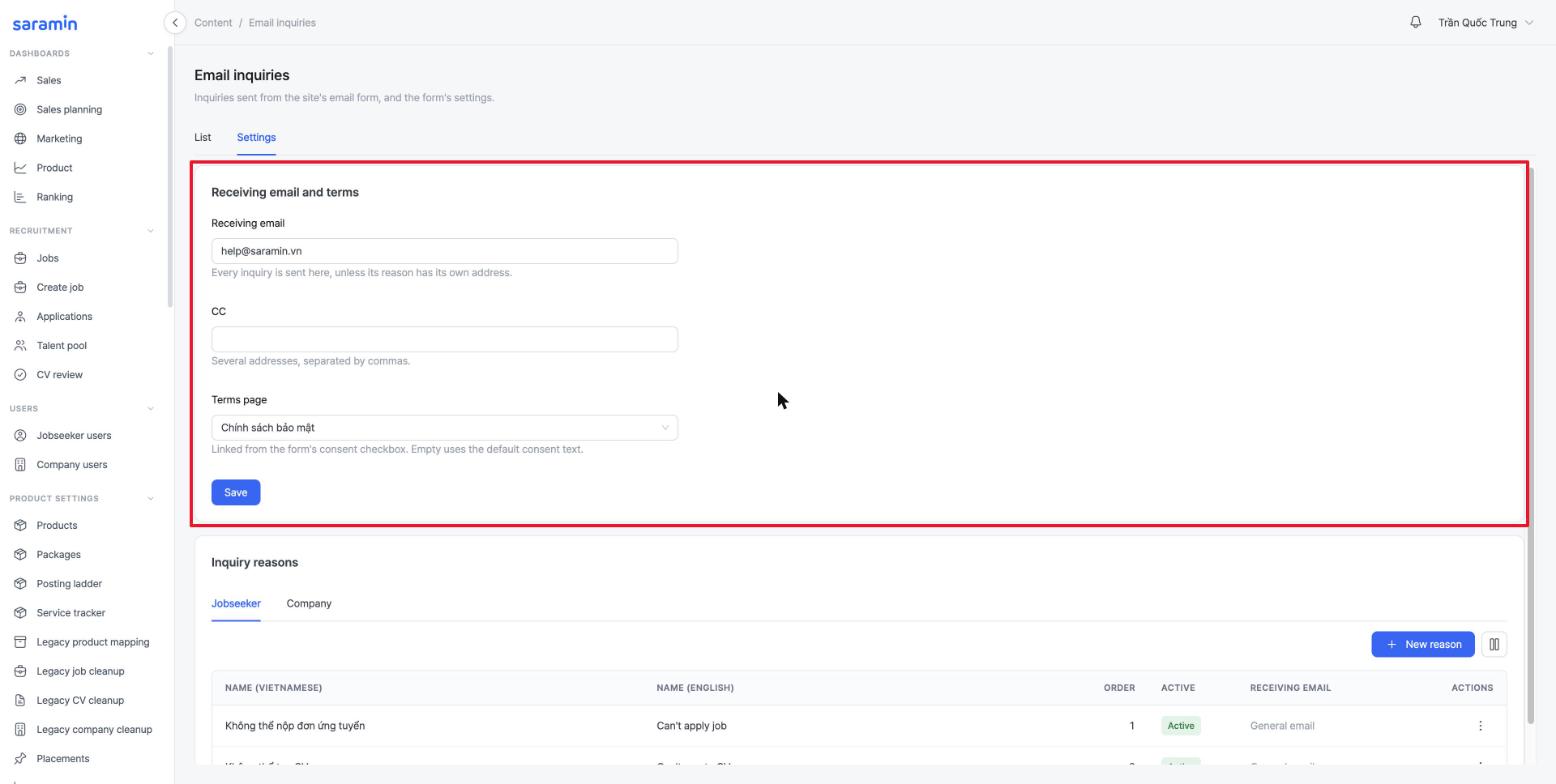 saramin
Content / Email inquiries
Trần Quốc Trung
DASHBOARDS
Sales
Sales planning
Marketing
Product
Ranking
RECRUITMENT
Jobs
Create job
Applications
Talent pool
CV review
USERS
Jobseeker users
Company users
PRODUCT SETTINGS
Products
Packages
Posting ladder
Service tracker
Legacy product mapping
Legacy job cleanup
Legacy CV cleanup
Legacy company cleanup
Placements
Email inquiries
Inquiries sent from the site's email form, and the form's settings.
List Settings
Receiving email and terms
Receiving email
help@saramin.vn
Every inquiry is sent here, unless its reason has its own address.
CC
Several addresses, separated by commas.
Terms page
Chính sách bảo mật
Linked from the form's consent checkbox. Empty uses the default consent text.
Save
Inquiry reasons
Jobseeker Company
+ New reason
NAME (VIETNAMESE) NAME (ENGLISH) ORDER ACTIVE RECEIVING EMAIL ACTIONS
Không thể nộp đơn ứng tuyển Can't apply job 1 Active General email